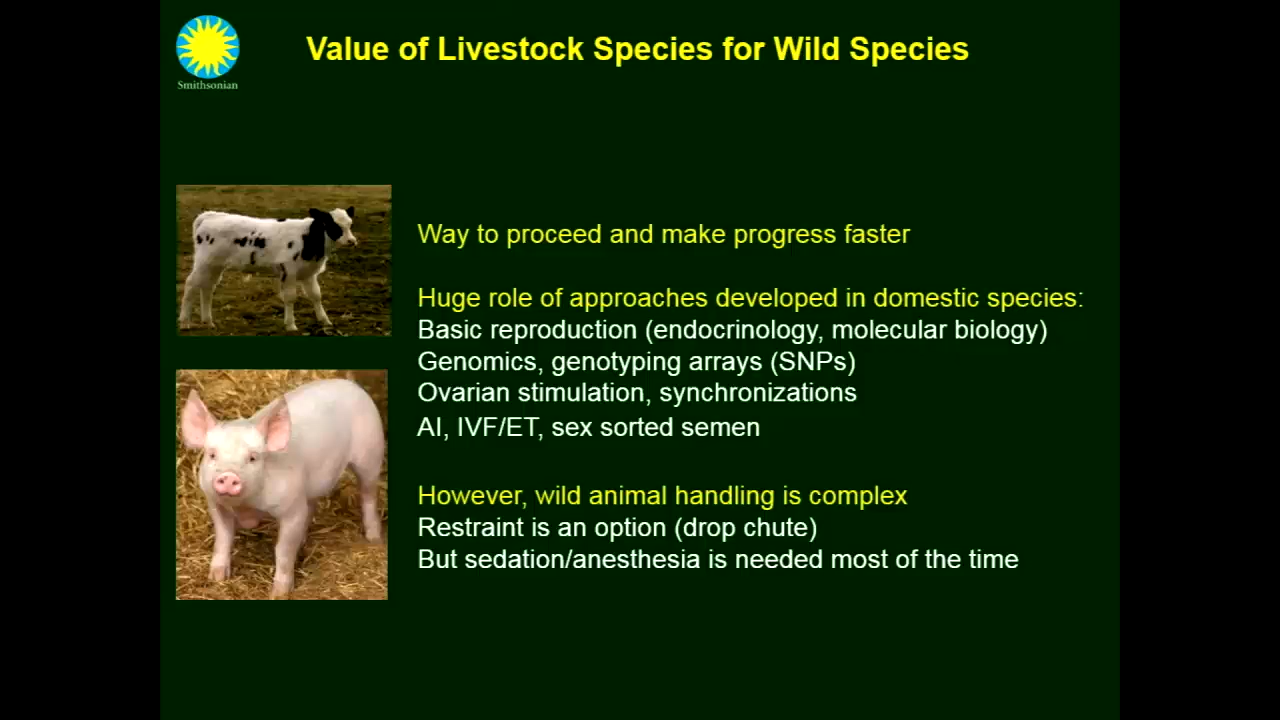 Smithsonian
Value of Livestock Species for Wild Species
Way to proceed and make progress faster
Huge role of approaches developed in domestic species:
Basic reproduction (endocrinology, molecular biology)
Genomics, genotyping arrays (SNPs)
Ovarian stimulation, synchronizations
AI, IVF/ET, sex sorted semen
However, wild animal handling is complex
Restraint is an option (drop chute)
But sedation/anesthesia is needed most of the time